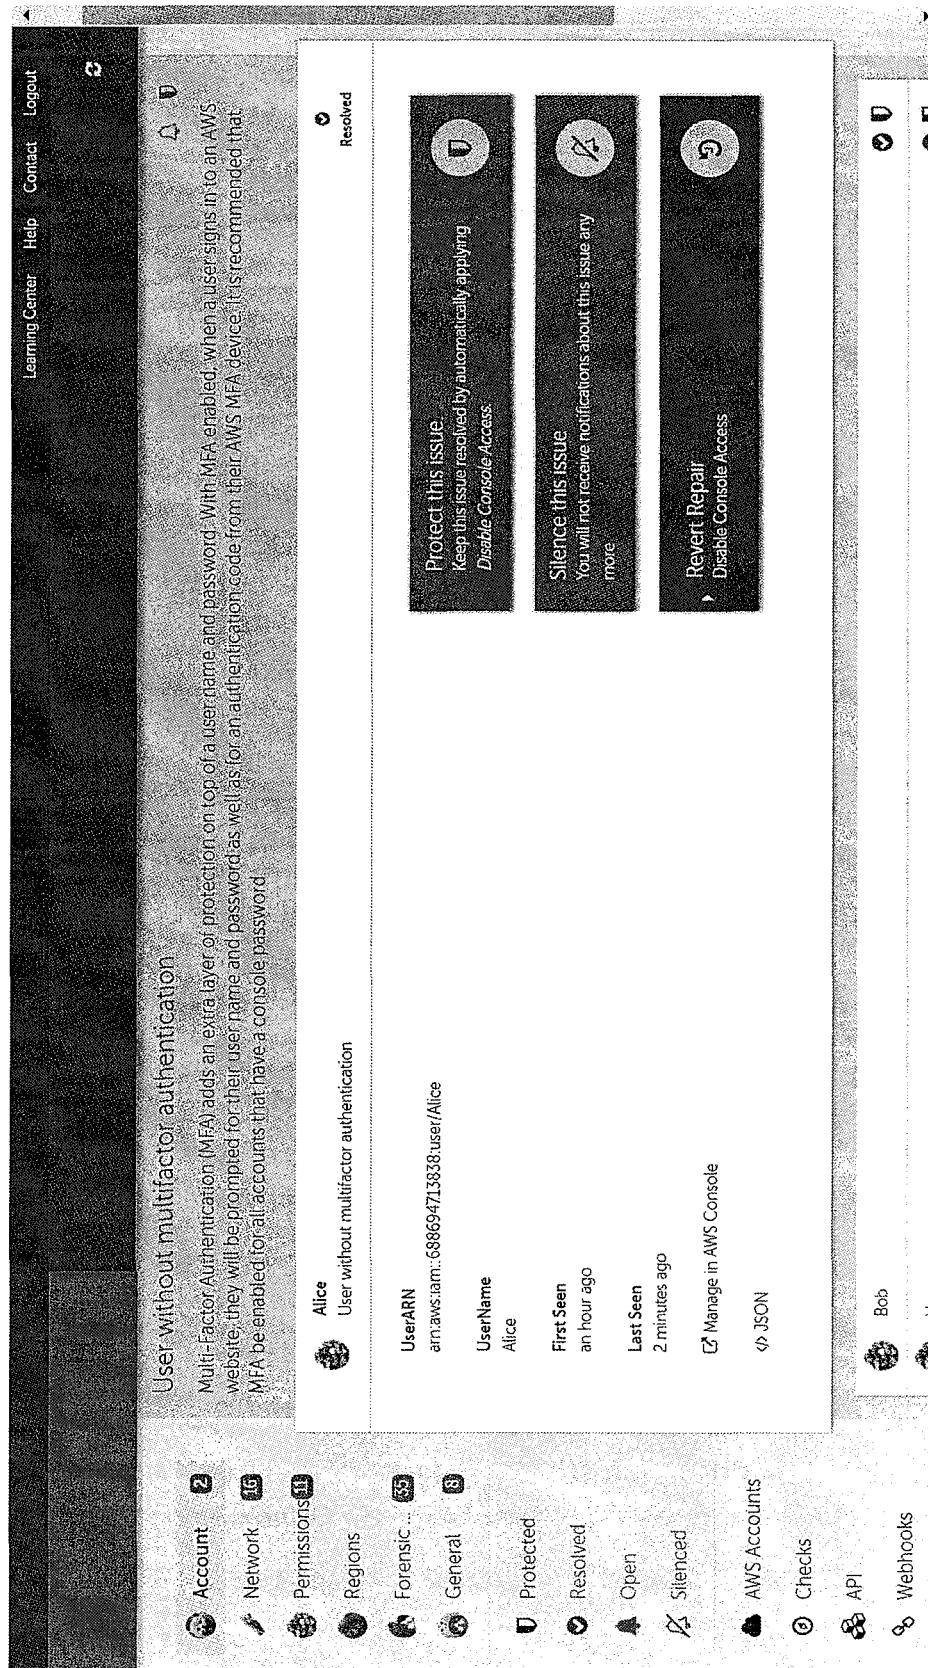 Learning Center Help Contact Logout
Account 2
Network 16
Permissions 11
Regions
Forensic ... 35
General 8
Protected
Resolved
Open
Silenced
AWS Accounts
Checks
API
Webhooks
User without multifactor authentication
Multi-Factor Authentication (MFA) adds an extra layer of protection on top of a user name and password. With MFA enabled, when a user signs in to an AWS
website, they will be prompted for their user name and password as well as for an authentication code from their AWS MFA device. It is recommended that
MFA be enabled for all accounts that have a console password
Alice
User without multifactor authentication
Resolved
UserARN
arn:aws:iam::688694713838:user/Alice
UserName
Alice
First Seen
an hour ago
Last Seen
2 minutes ago
Manage in AWS Console
</> JSON
Protect this issue.
Keep this issue resolved by automatically applying
Disable Console Access.
Silence this issue
You will not receive notifications about this issue any
more
Revert Repair
Disable Console Access
Bob